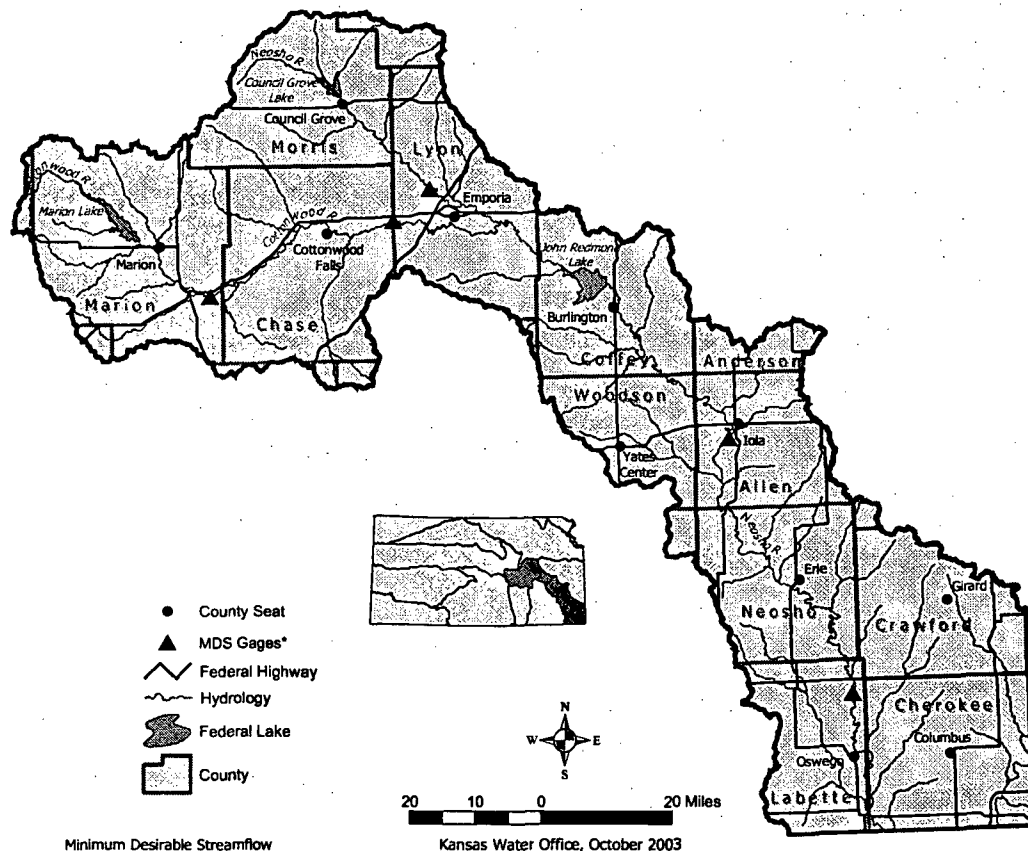 Neosho R
Council Grove
Lake
Council Grove
Morris
Lyon
Emporia
Marion Lake
Marion
Marion
Cottonwood R
Cottonwood
Falls
Chase
John Redmond
Lake
Burlington
Coffey
Anderson
Woodson
Iola
Yates
Center
Allen
Neosho R
Erie
Girard
Neosho
Crawford
Cherokee
Columbus
Oswego
Labette
County Seat
MDS Gages*
Federal Highway
Hydrology
Federal Lake
County
N
W E
S
20 10 0 20 Miles
Minimum Desirable Streamflow
Kansas Water Office, October 2003